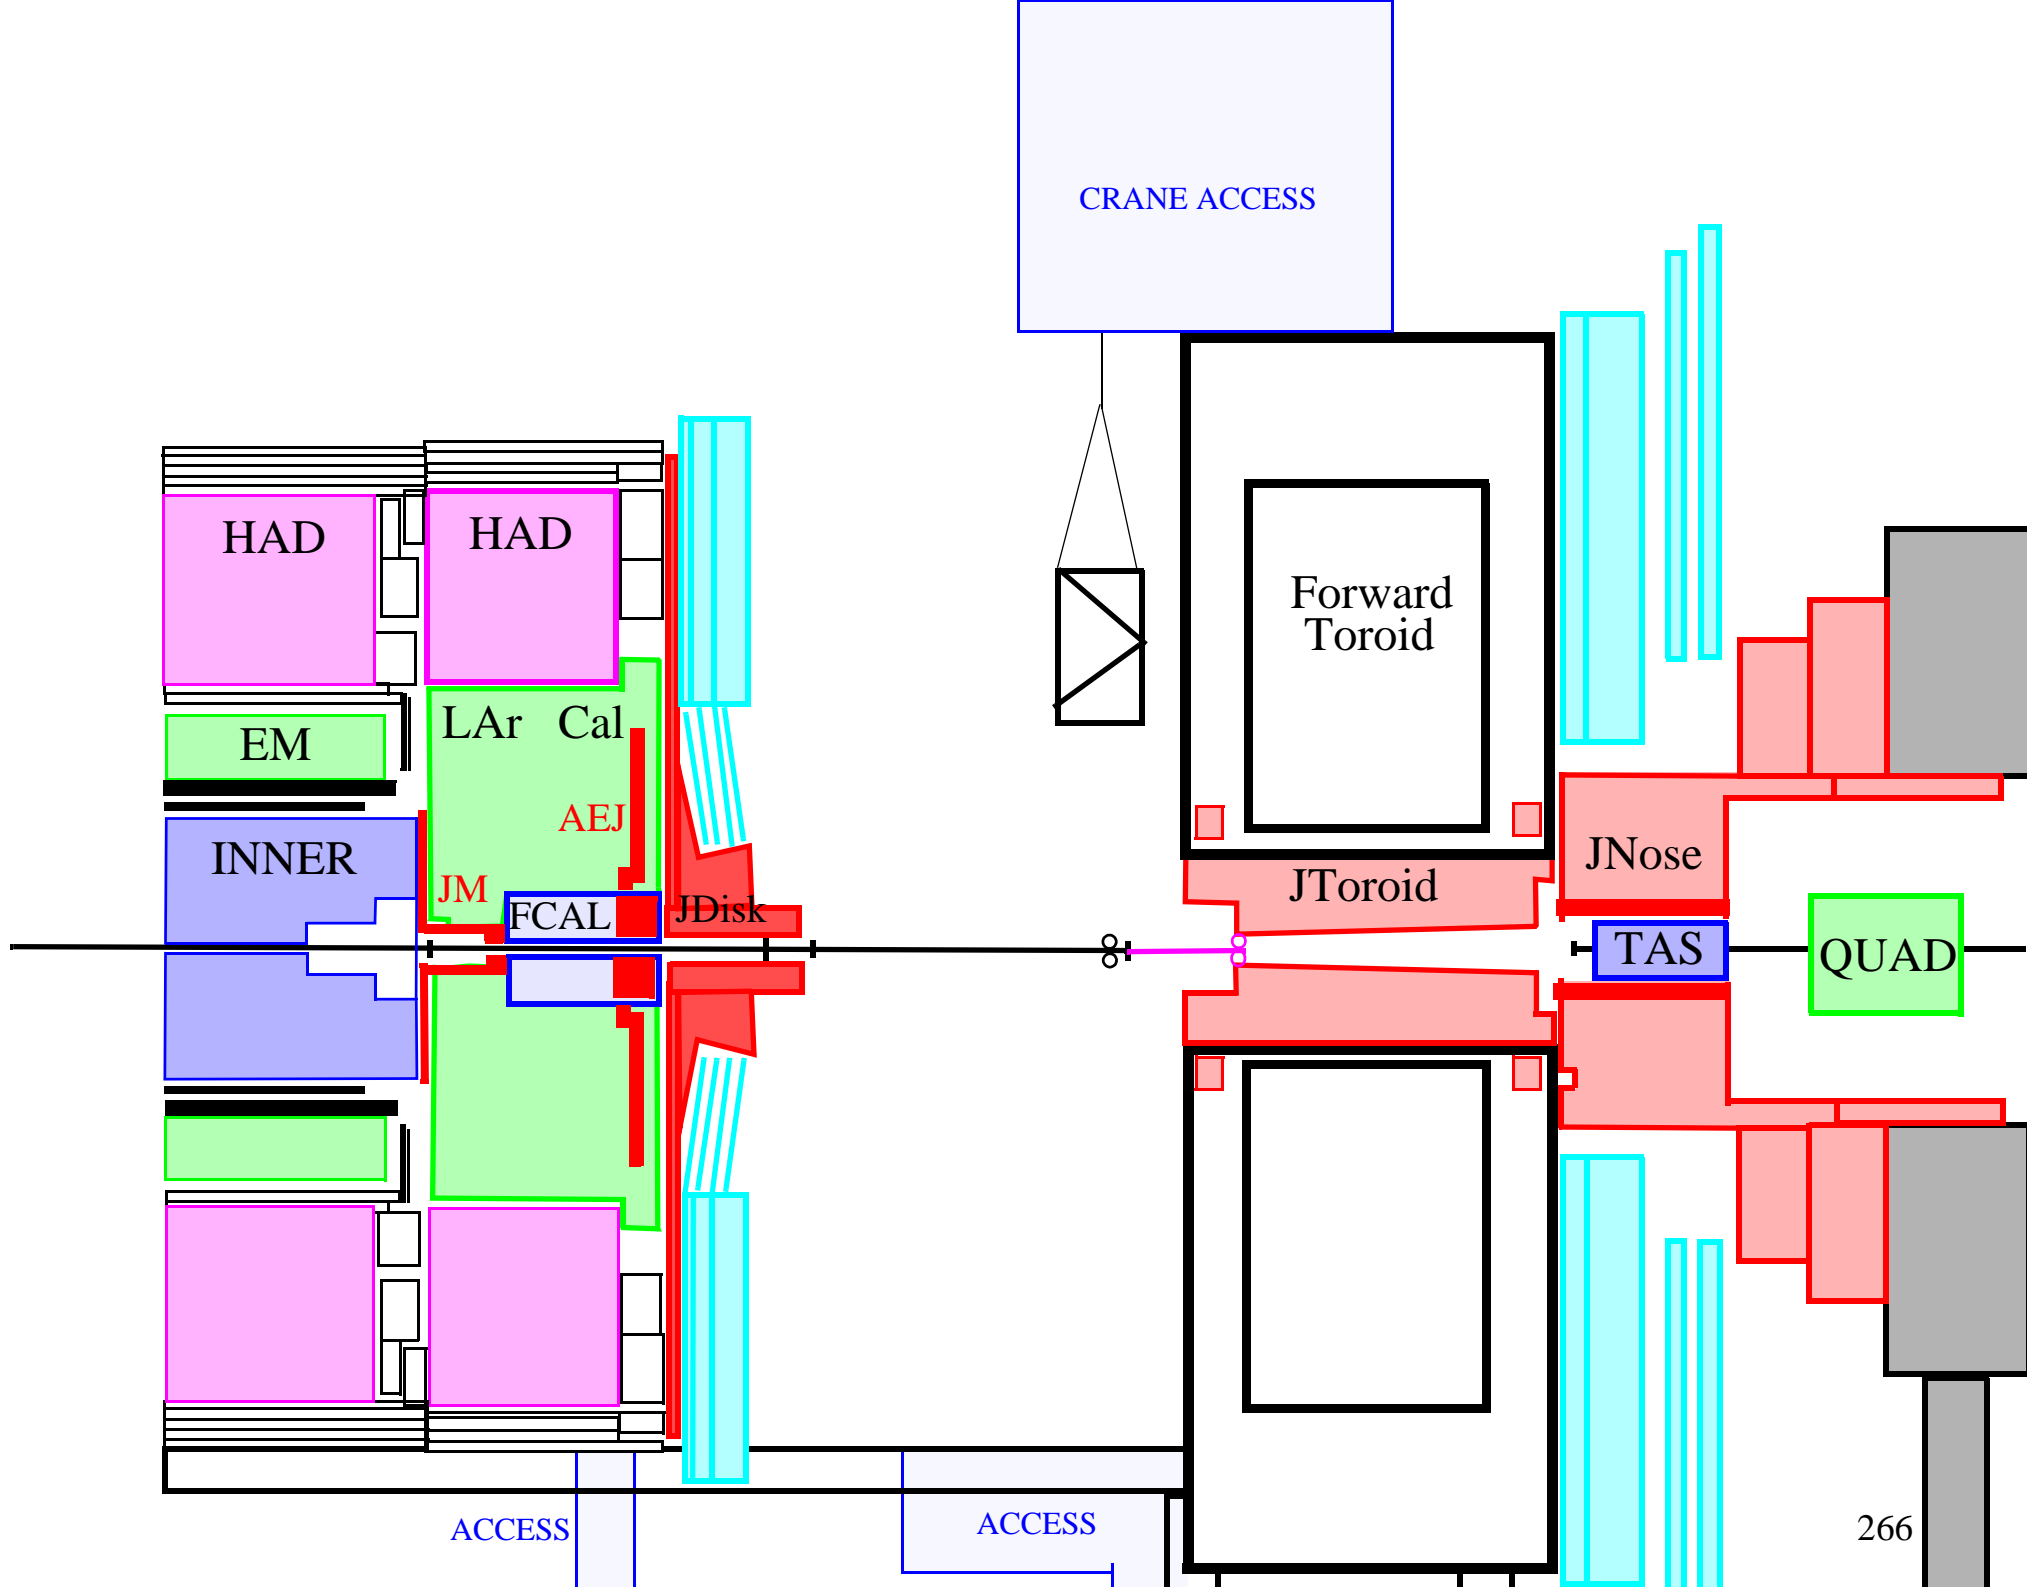 CRANE ACCESS
HAD
HAD
Forward
Toroid
LAr Cal
EM
AEJ
INNER
JNose
JM
JToroid
FCAL
JDisk
TAS
QUAD
ACCESS
ACCESS
266